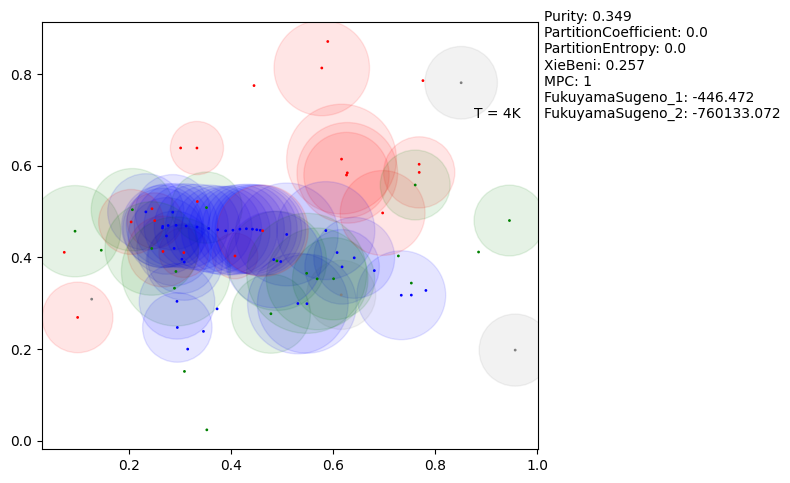 Purity: 0.349
PartitionCoefficient: 0.0
PartitionEntropy: 0.0
XieBeni: 0.257
MPC: 1
FukuyamaSugeno_1: -446.472
FukuyamaSugeno_2: -760133.072
T = 4K
0.8
0.6
0.4
0.2
0.0
0.2 0.4 0.6 0.8 1.0